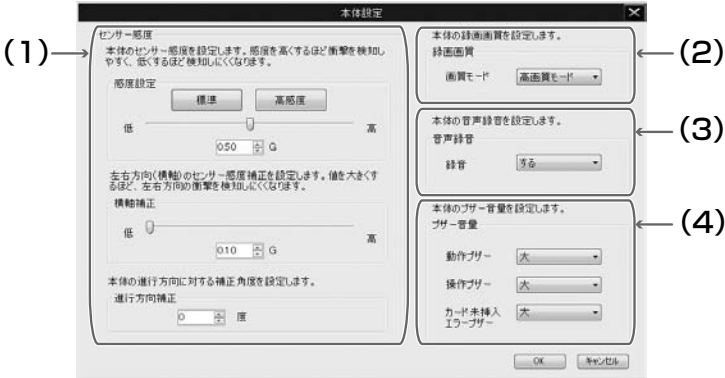 本体設定
(1)
センサー感度
本体のセンサー感度を設定します。感度を高くするほど衝撃を検知し
やすく、低くするほど検知しにくくなります。
感度設定
標準 高感度
低 高
0.50 G
左右方向(横軸)のセンサー感度補正を設定します。値を大きくす
るほど、左右方向の衝撃を検知しにくくなります。
横軸補正
低 高
0.10 G
本体の進行方向に対する補正角度を設定します。
進行方向補正
0 度
(2)
本体の録画画質を設定します。
録画画質
画質モード 高画質モード
(3)
本体の音声録音を設定します。
音声録音
録音 する
(4)
本体のブザー音量を設定します。
ブザー音量
動作ブザー 大
操作ブザー 大
カード未挿入 大
エラーブザー
OK キャンセル